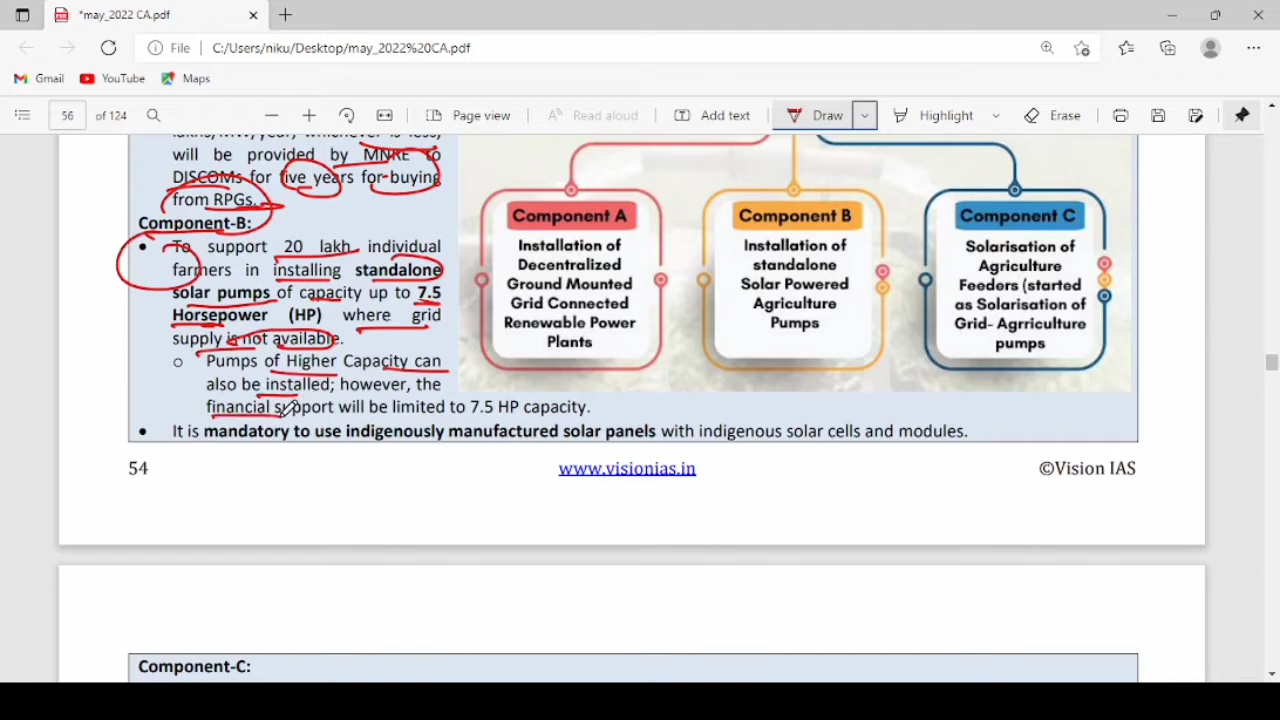 *may_2022 CA.pdf
File
C:/Users/niku/Desktop/may_2022%20CA.pdf
Gmail
YouTube
Maps
56
of 124
Page view
Read aloud
Add text
Draw
Highlight
Erase
lakhs/MW/year, whichever is less,
will be provided by MNRE to
DISCOMs for five years for buying
from RPGs.
Component-B:
• To support 20 lakh individual
farmers in installing standalone
solar pumps of capacity up to 7.5
Horsepower (HP) where grid
supply is not available.
o Pumps of Higher Capacity can
also be installed; however, the
financial support will be limited to 7.5 HP capacity.
• It is mandatory to use indigenously manufactured solar panels with indigenous solar cells and modules.
Component A
Installation of
Decentralized
Ground Mounted
Grid Connected
Renewable Power
Plants
Component B
Installation of
standalone
Solar Powered
Agriculture
Pumps
Component C
Solarisation of
Agriculture
Feeders (started
as Solarisation of
Grid- Agrriculture
pumps
54
www.visionias.in
©Vision IAS
Component-C: